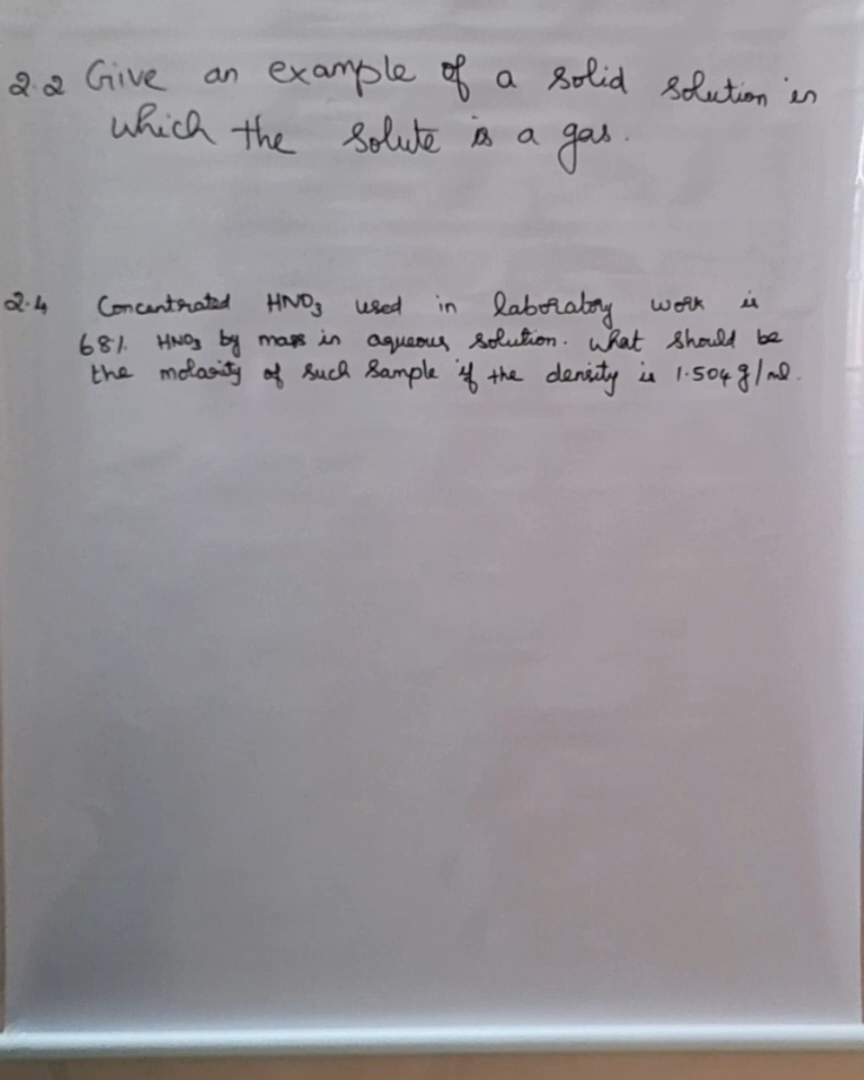 2.2 Give an example of a solid solution in
which the solute is a gas.
2.4 Concentrated HNO₃ used in laboratory work is
68% HNO₃ by mass in aqueous solution. What should be
the molarity of such sample if the density is 1.504 g/ml.